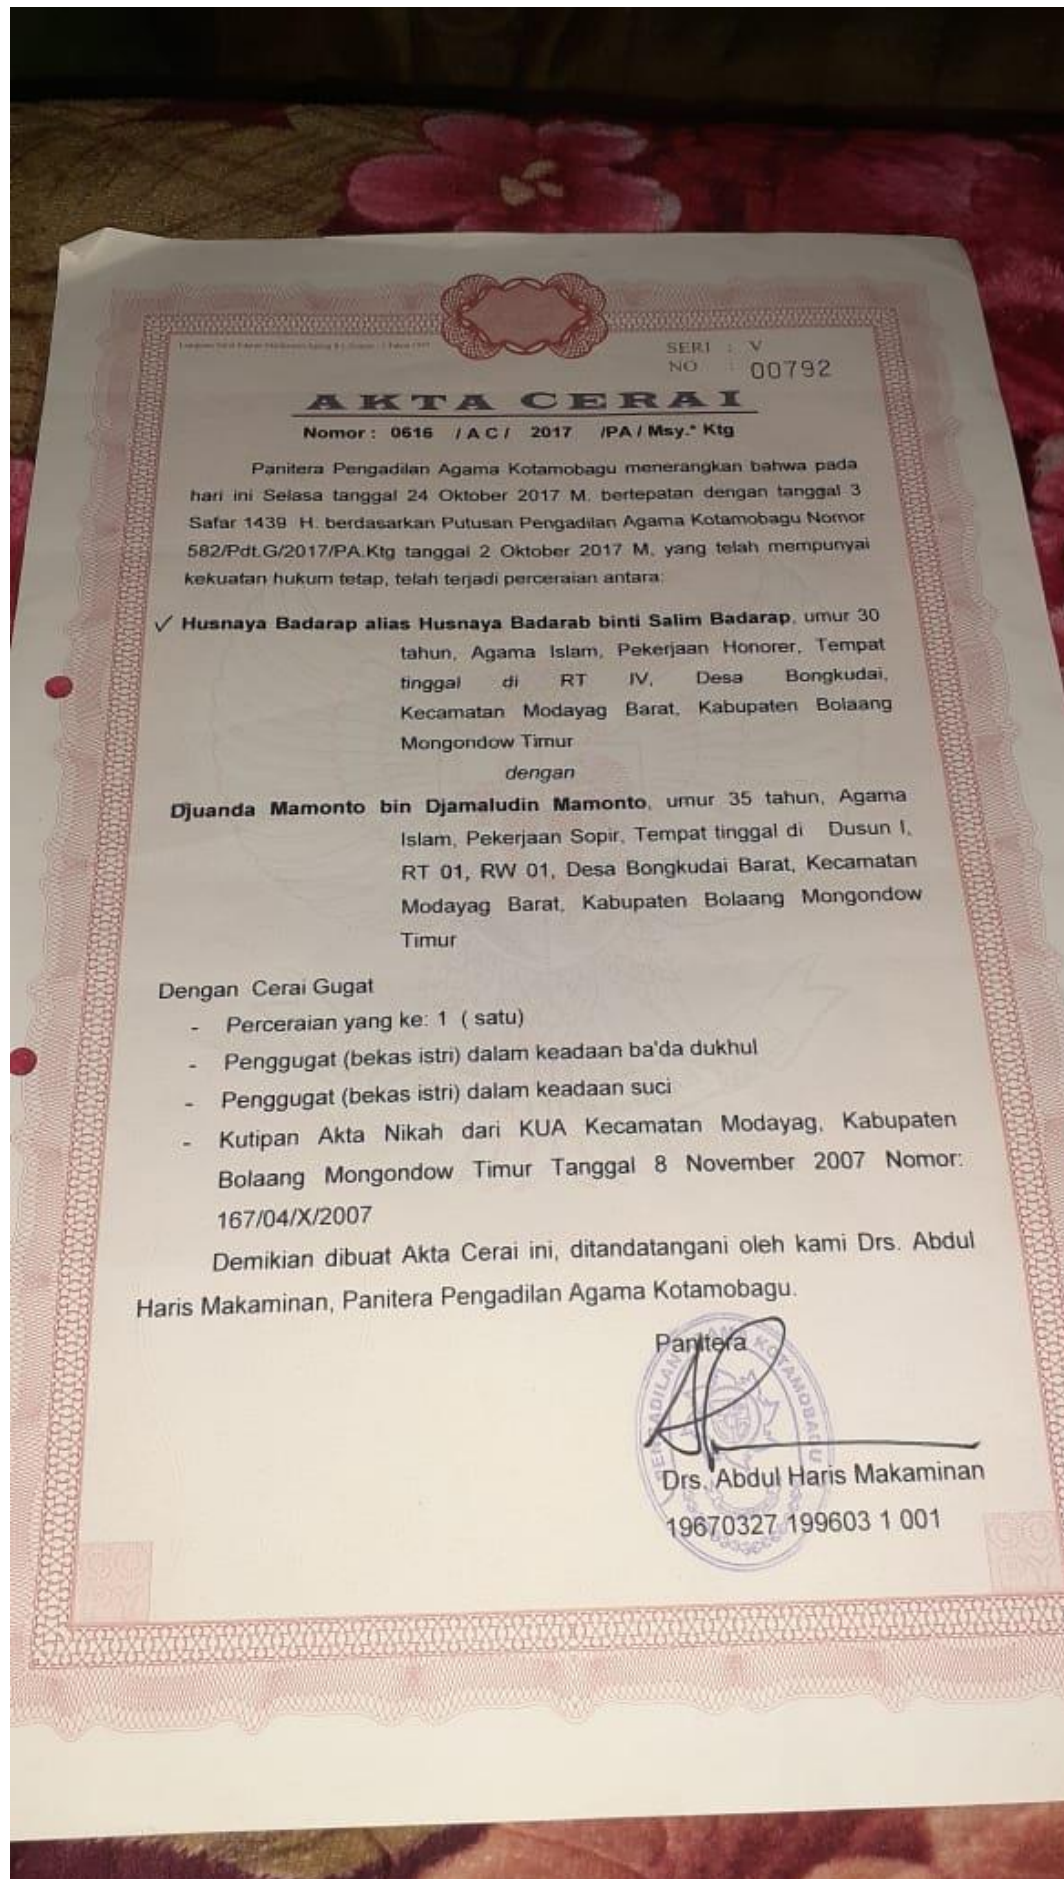 SERI : V
NO : 00792
AKTA CERAI
Nomor : 0616 / A C / 2017 /PA / Msy.* Ktg
Panitera Pengadilan Agama Kotamobagu menerangkan bahwa pada
hari ini Selasa tanggal 24 Oktober 2017 M. bertepatan dengan tanggal 3
Safar 1439 H. berdasarkan Putusan Pengadilan Agama Kotamobagu Nomor
582/Pdt.G/2017/PA.Ktg tanggal 2 Oktober 2017 M, yang telah mempunyai
kekuatan hukum tetap, telah terjadi perceraian antara:
✓ Husnaya Badarap alias Husnaya Badarab binti Salim Badarap, umur 30
tahun, Agama Islam, Pekerjaan Honorer, Tempat
tinggal di RT IV, Desa Bongkudai,
Kecamatan Modayag Barat, Kabupaten Bolaang
Mongondow Timur
dengan
Djuanda Mamonto bin Djamaludin Mamonto, umur 35 tahun, Agama
Islam, Pekerjaan Sopir, Tempat tinggal di Dusun I,
RT 01, RW 01, Desa Bongkudai Barat, Kecamatan
Modayag Barat, Kabupaten Bolaang Mongondow
Timur
Dengan Cerai Gugat
- Perceraian yang ke: 1 ( satu)
- Penggugat (bekas istri) dalam keadaan ba'da dukhul
- Penggugat (bekas istri) dalam keadaan suci
- Kutipan Akta Nikah dari KUA Kecamatan Modayag, Kabupaten
Bolaang Mongondow Timur Tanggal 8 November 2007 Nomor:
167/04/X/2007
Demikian dibuat Akta Cerai ini, ditandatangani oleh kami Drs. Abdul
Haris Makaminan, Panitera Pengadilan Agama Kotamobagu.
Panitera
PENGADILAN AGAMA KOTAMOBAGU
Drs. Abdul Haris Makaminan
19670327 199603 1 001
COPY
COPY